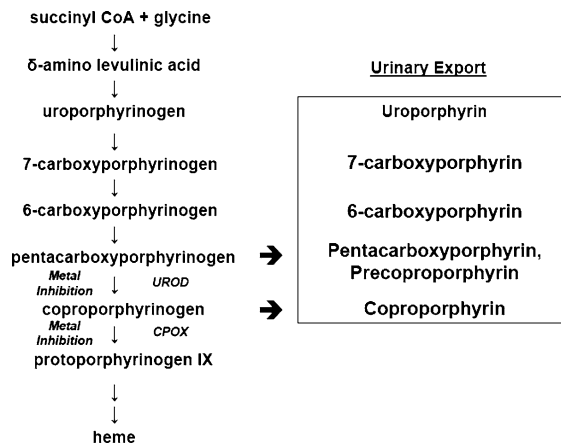 succinyl CoA + glycine
↓
δ-amino levulinic acid
Urinary Export
↓
uroporphyrinogen
Uroporphyrin
↓
7-carboxyporphyrinogen
7-carboxyporphyrin
↓
6-carboxyporphyrinogen
6-carboxyporphyrin
↓
pentacarboxyporphyrinogen
➔
Pentacarboxyporphyrin,
Precoproporphyrin
Metal
Inhibition
↓
UROD
coproporphyrinogen
➔
Coproporphyrin
Metal
Inhibition
↓
CPOX
protoporphyrinogen IX
↓
↓
heme